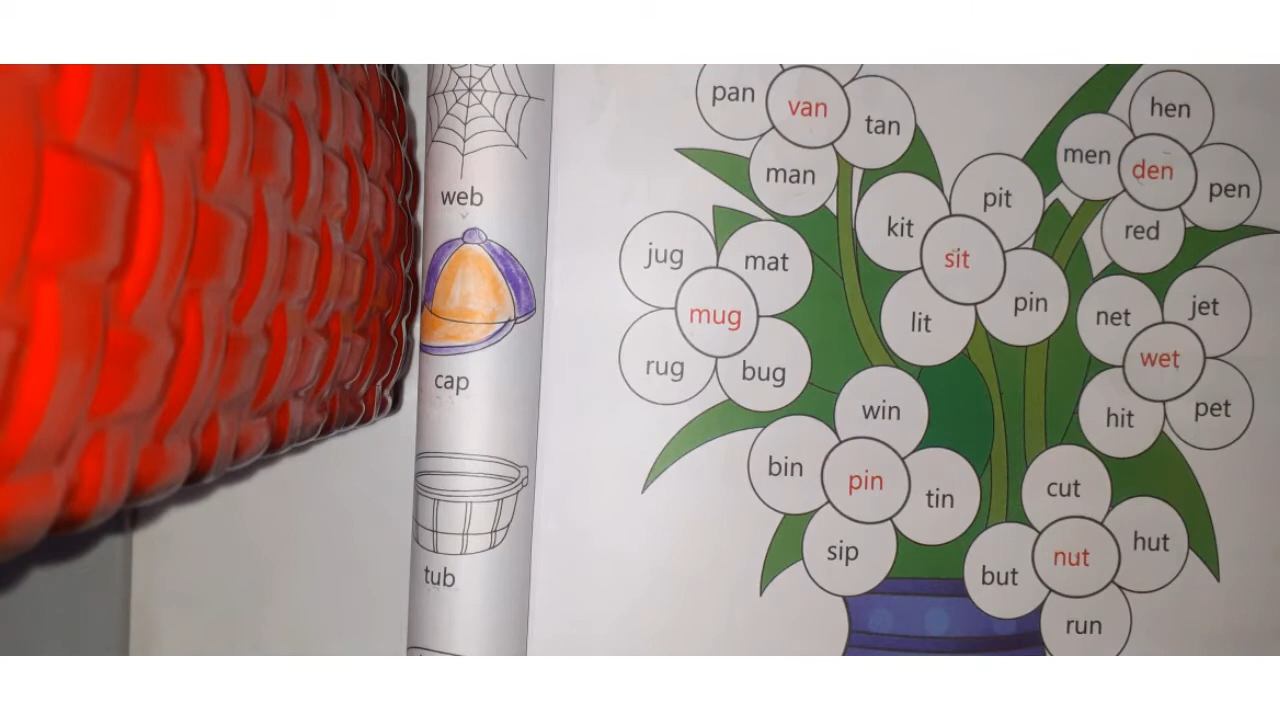 web
cap
tub
pan
van
tan
man
hen
men
den
pen
red
pit
kit
sit
pin
lit
jug
mat
mug
rug
bug
net
jet
wet
hit
pet
win
bin
pin
tin
sip
cut
hut
nut
but
run